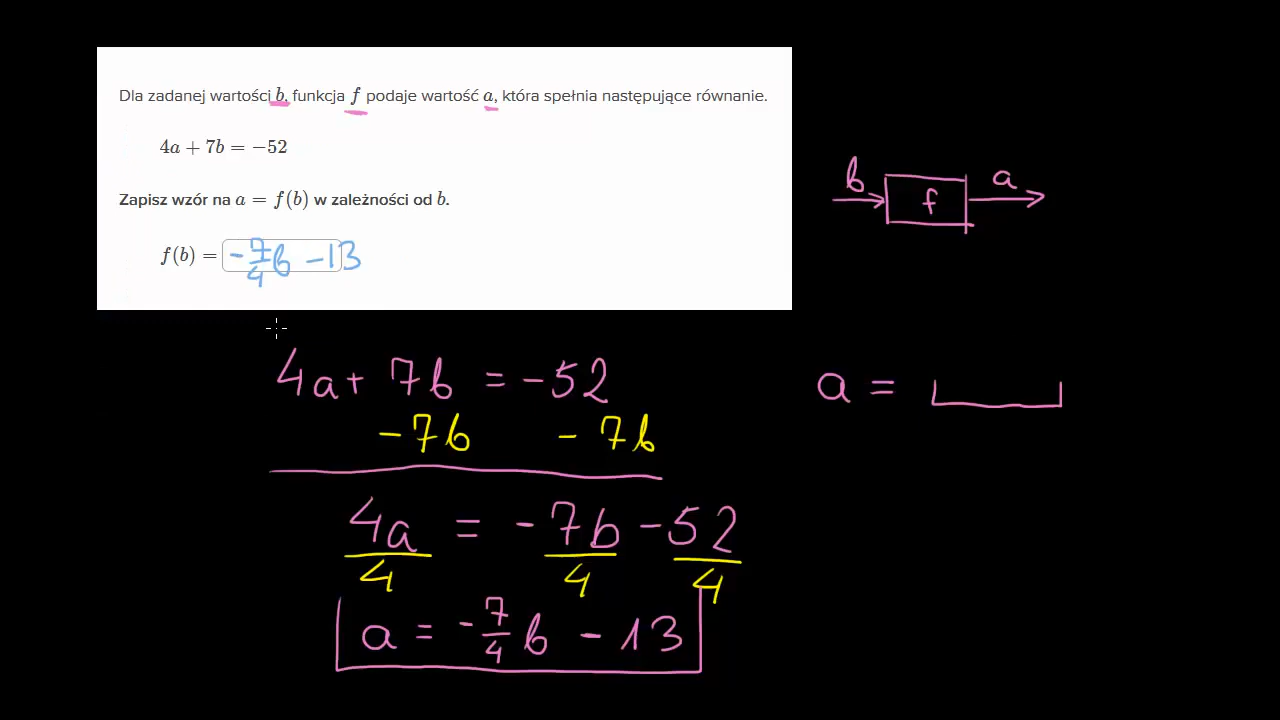 Dla zadanej wartości b, funkcja f podaje wartość a, która spełnia następujące równanie.
4a + 7b = −52
Zapisz wzór na a = f(b) w zależności od b.
f(b) = -7/4 b - 13
b f a
4a + 7b = - 52
a =
- 7b - 7b
4a = - 7b - 52
4 4 4
a = - 7/4 b - 13